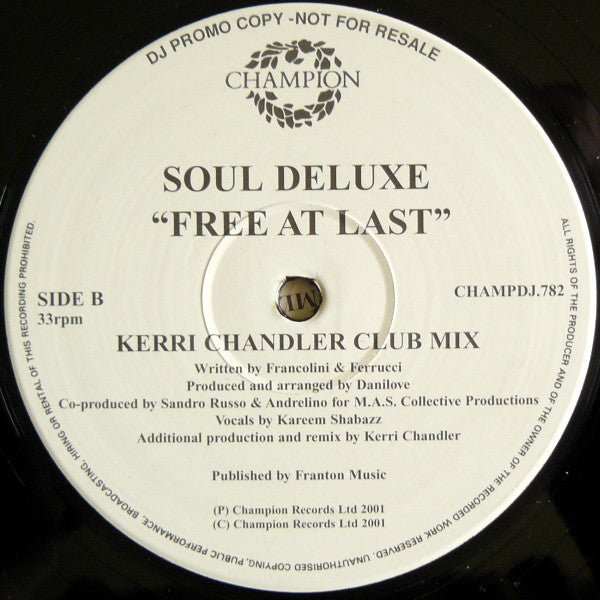 DJ PROMO COPY -NOT FOR RESALE
CHAMPION
SOUL DELUXE
“FREE AT LAST”
SIDE B
33rpm
CHAMPDJ.782
KERRI CHANDLER CLUB MIX
Written by Francolini & Ferrucci
Produced and arranged by Danilove
Co-produced by Sandro Russo & Andrelino for M.A.S. Collective Productions
Vocals by Kareem Shabazz
Additional production and remix by Kerri Chandler
Published by Franton Music
(P) Champion Records Ltd 2001
(C) Champion Records Ltd 2001
ALL RIGHTS OF THE PRODUCER AND OF THE OWNER OF THE RECORDED WORK RESERVED. UNAUTHORISED COPYING, PUBLIC PERFORMANCE, BROADCASTING, HIRING OR RENTAL OF THIS RECORDING PROHIBITED.